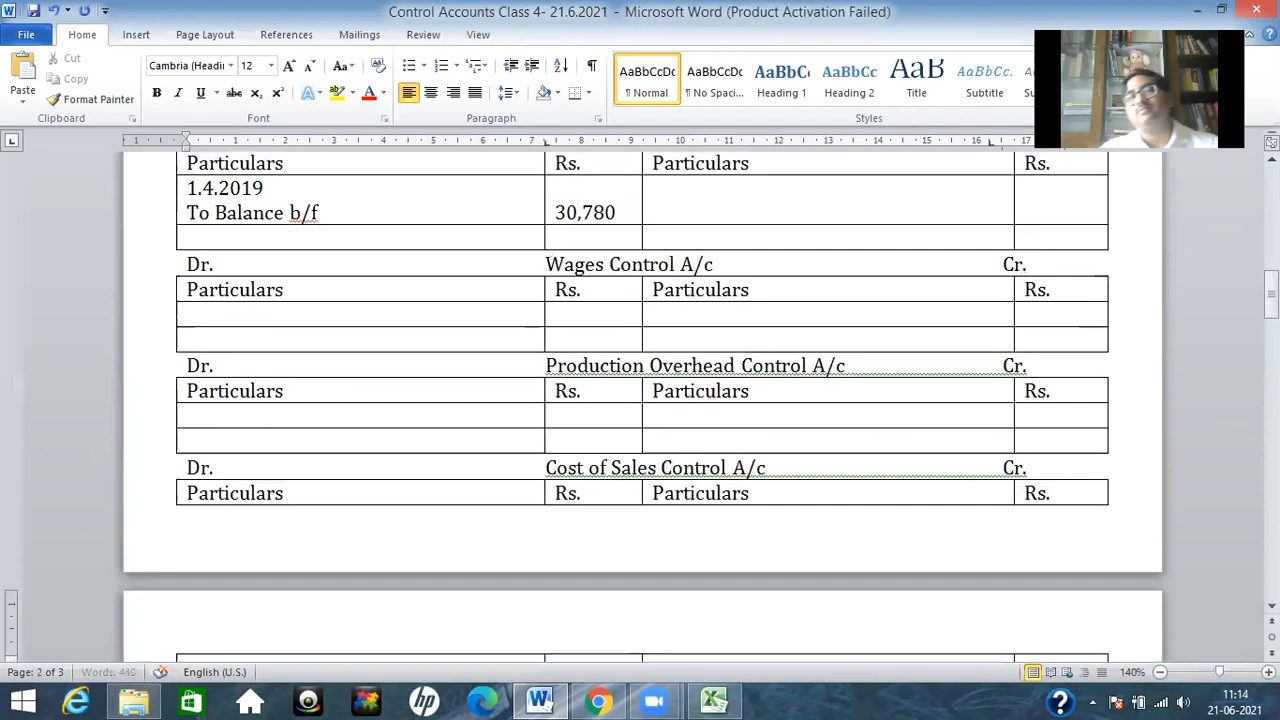 Control Accounts Class 4- 21.6.2021 - Microsoft Word (Product Activation Failed)
File Home Insert Page Layout References Mailings Review View
Paste Cut Copy Format Painter
Cambria (Headi 12
AaBbCcDc AaBbCcDc AaBbC AaBbCc AaB AaBbCcL
¶ Normal ¶ No Spaci... Heading 1 Heading 2 Title Subtitle
Clipboard Font Paragraph Styles
Particulars Rs. Particulars Rs.
1.4.2019
To Balance b/f 30,780
Dr. Wages Control A/c Cr.
Particulars Rs. Particulars Rs.
Dr. Production Overhead Control A/c Cr.
Particulars Rs. Particulars Rs.
Dr. Cost of Sales Control A/c Cr.
Particulars Rs. Particulars Rs.
Page: 2 of 3 Words: 480 English (U.S.) 140%
11:14
21-06-2021